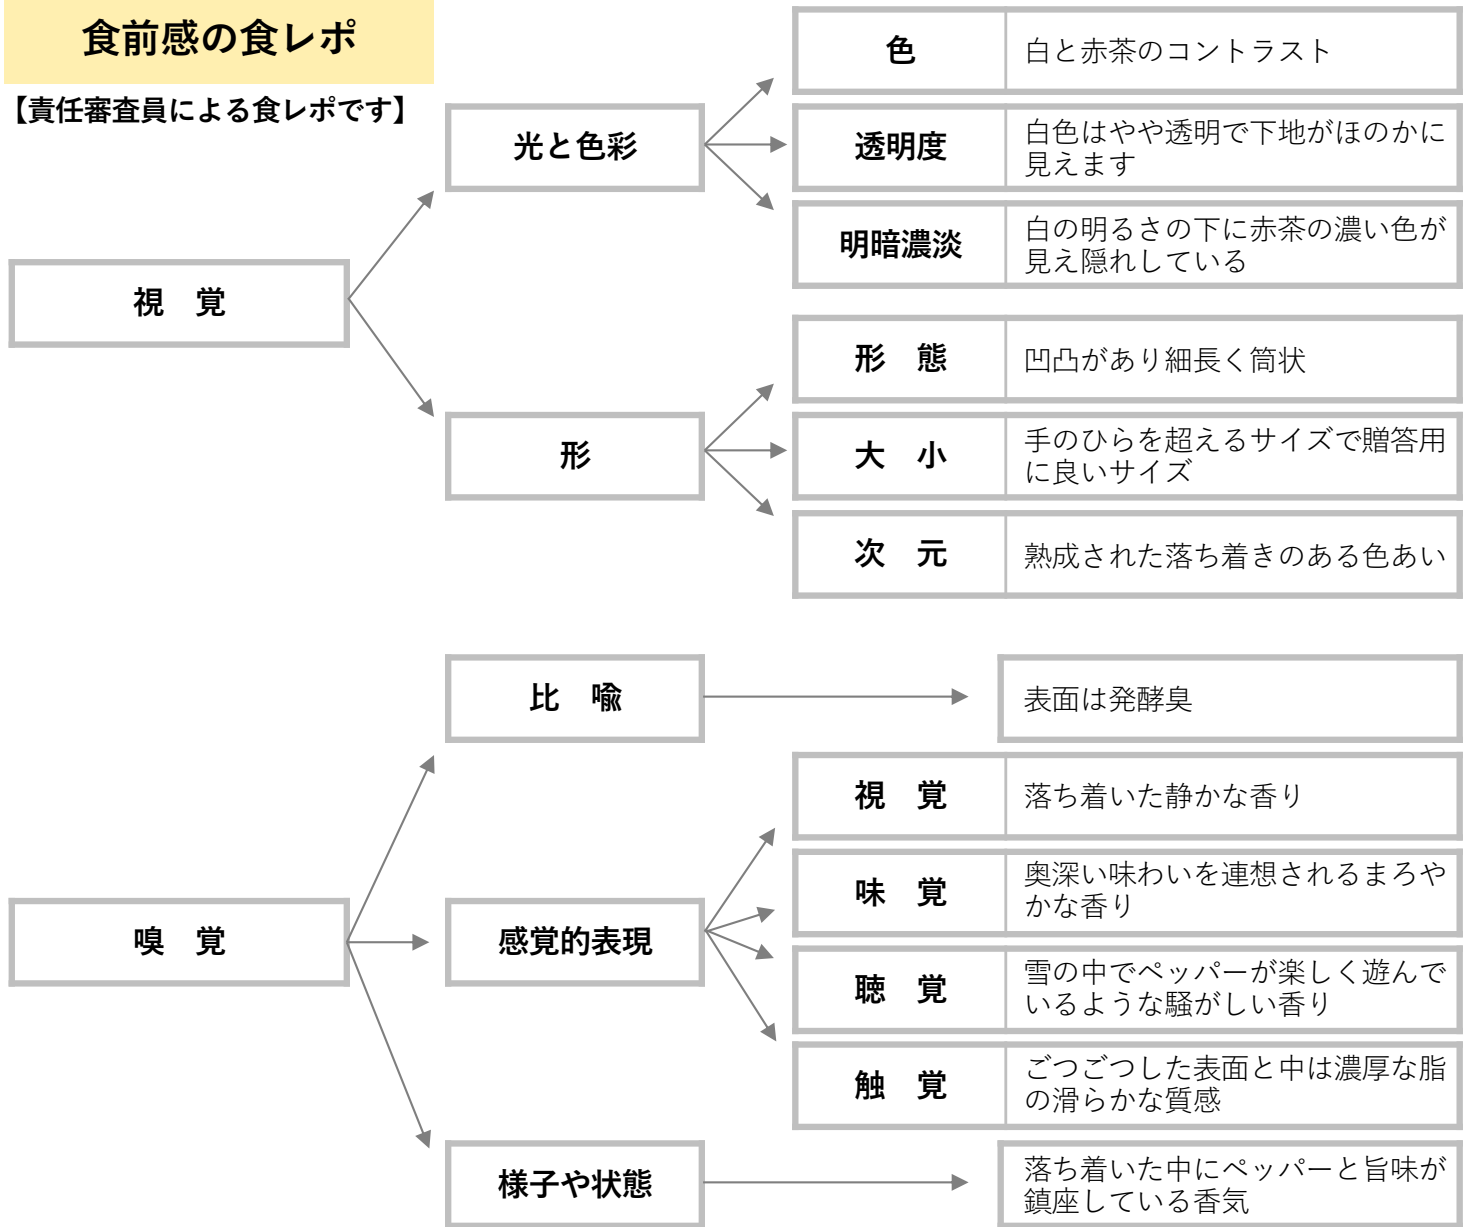 食前感の食レポ
【責任審査員による食レポです】
視　覚
光と色彩
色
白と赤茶のコントラスト
透明度
白色はやや透明で下地がほのかに
見えます
明暗濃淡
白の明るさの下に赤茶の濃い色が
見え隠れしている
形
形　態
凹凸があり細長く筒状
大　小
手のひらを超えるサイズで贈答用
に良いサイズ
次　元
熟成された落ち着きのある色あい
嗅　覚
比　喩
表面は発酵臭
感覚的表現
視　覚
落ち着いた静かな香り
味　覚
奥深い味わいを連想されるまろや
かな香り
聴　覚
雪の中でペッパーが楽しく遊んで
いるような騒がしい香り
触　覚
ごつごつした表面と中は濃厚な脂
の滑らかな質感
様子や状態
落ち着いた中にペッパーと旨味が
鎮座している香気